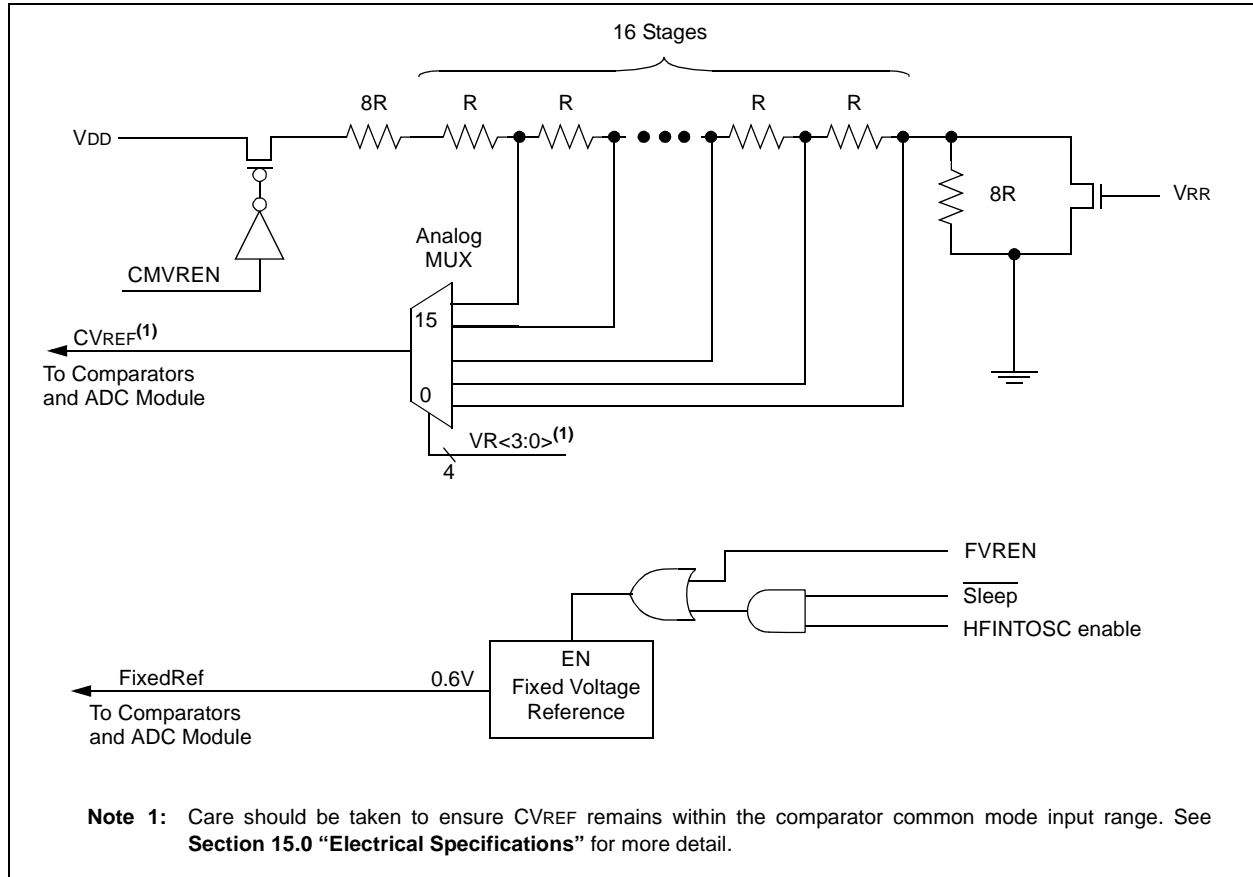 16 Stages
8R
R
R
R
R
VDD
8R
VRR
Analog
MUX
CMVREN
15
CVREF(1)
To Comparators
and ADC Module
0
VR<3:0>(1)
4
FVREN
Sleep
HFINTOSC enable
EN
FixedRef
0.6V
Fixed Voltage
Reference
To Comparators
and ADC Module
Note 1: Care should be taken to ensure CVREF remains within the comparator common mode input range. See
Section 15.0 “Electrical Specifications” for more detail.